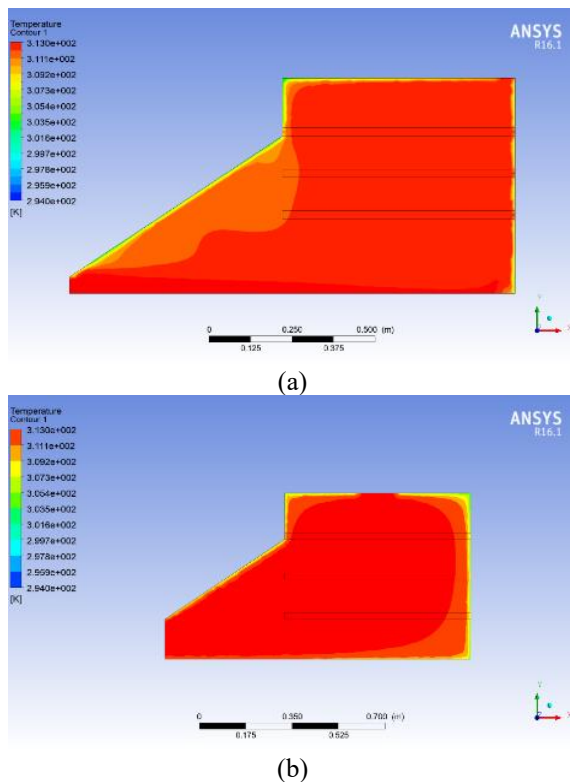 Temperature
Contour 1
ANSYS
R16.1
3.130e+002
3.111e+002
3.092e+002
3.073e+002
3.054e+002
3.035e+002
3.016e+002
2.997e+002
2.978e+002
2.959e+002
2.940e+002
[K]
Y
X
0 0.250 0.500 (m)
0.125 0.375
(a)
Temperature
Contour 1
ANSYS
R16.1
3.130e+002
3.111e+002
3.092e+002
3.073e+002
3.054e+002
3.035e+002
3.016e+002
2.997e+002
2.978e+002
2.959e+002
2.940e+002
[K]
Y
X
0 0.350 0.700 (m)
0.175 0.525
(b)